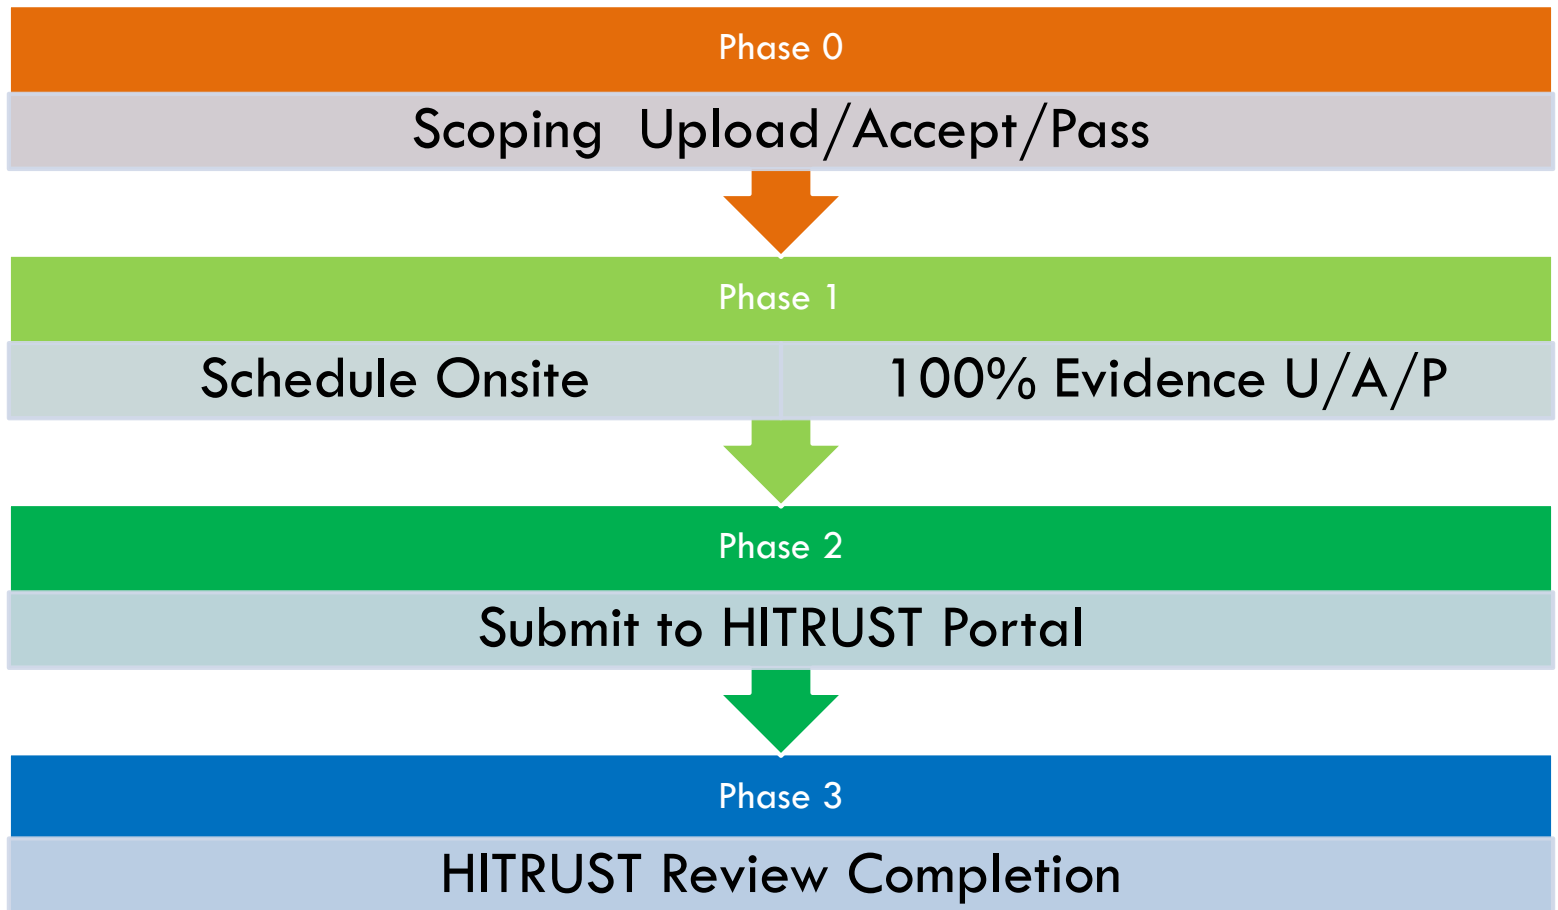 Phase 0
Scoping  Upload/Accept/Pass
Phase 1
Schedule Onsite
100% Evidence U/A/P
Phase 2
Submit to HITRUST Portal
Phase 3
HITRUST Review Completion